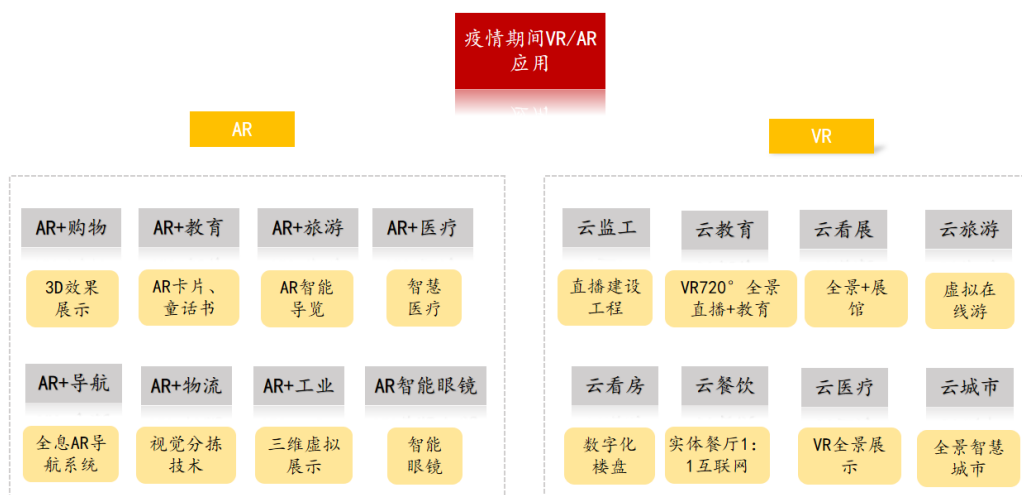 疫情期间VR/AR
应用
AR
VR
AR+购物
AR+教育
AR+旅游
AR+医疗
3D效果
展示
AR卡片、
童话书
AR智能
导览
智慧
医疗
AR+导航
AR+物流
AR+工业
AR智能眼镜
全息AR导
航系统
视觉分拣
技术
三维虚拟
展示
智能
眼镜
云监工
云教育
云看展
云旅游
直播建设
工程
VR720°全景
直播+教育
全景+展
馆
虚拟在
线游
云看房
云餐饮
云医疗
云城市
数字化
楼盘
实体餐厅1:
1互联网
VR全景展
示
全景智慧
城市